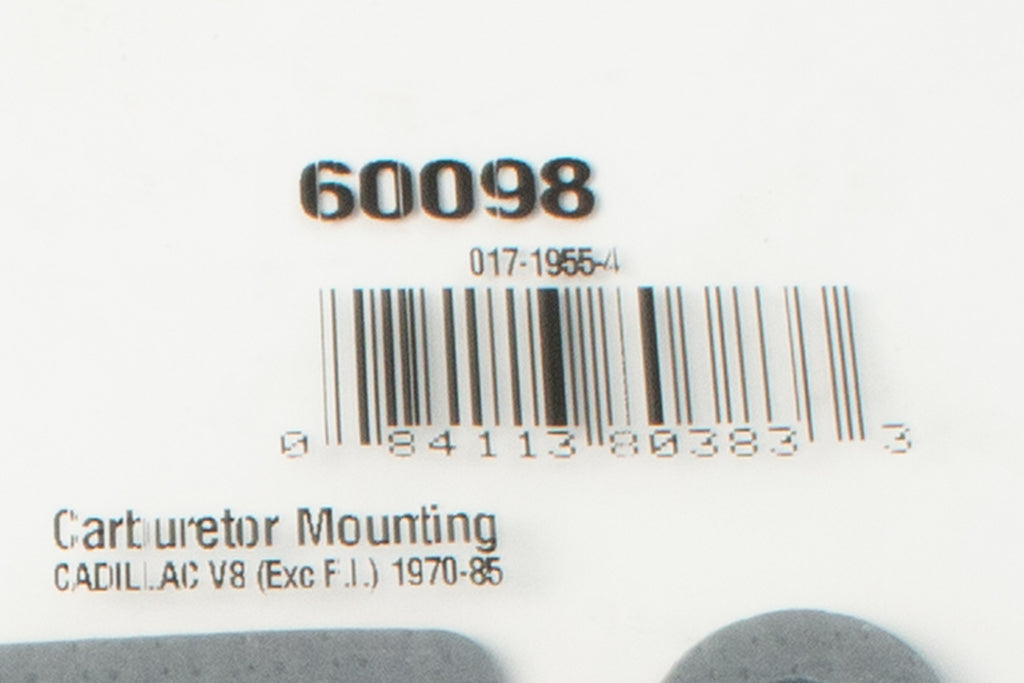 60098
017-1955-4
0 84113 80383 3
Carburetor Mounting
CADILLAC V8 (Exc F.I.) 1970-85